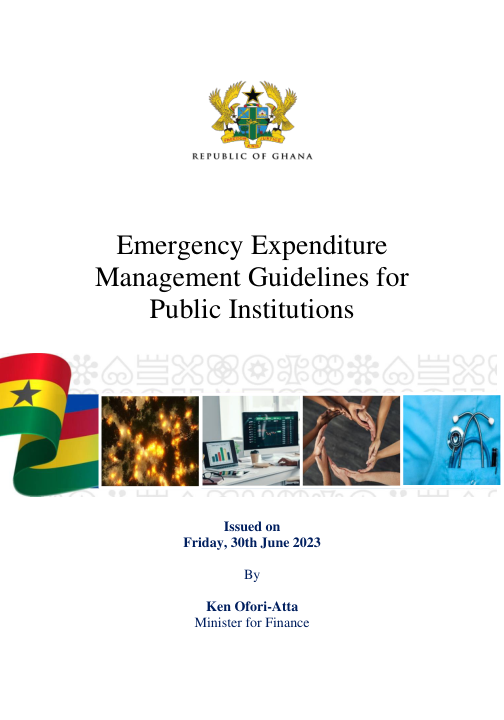 REPUBLIC OF GHANA
Emergency Expenditure
Management Guidelines for
Public Institutions
Issued on
Friday, 30th June 2023
By
Ken Ofori-Atta
Minister for Finance